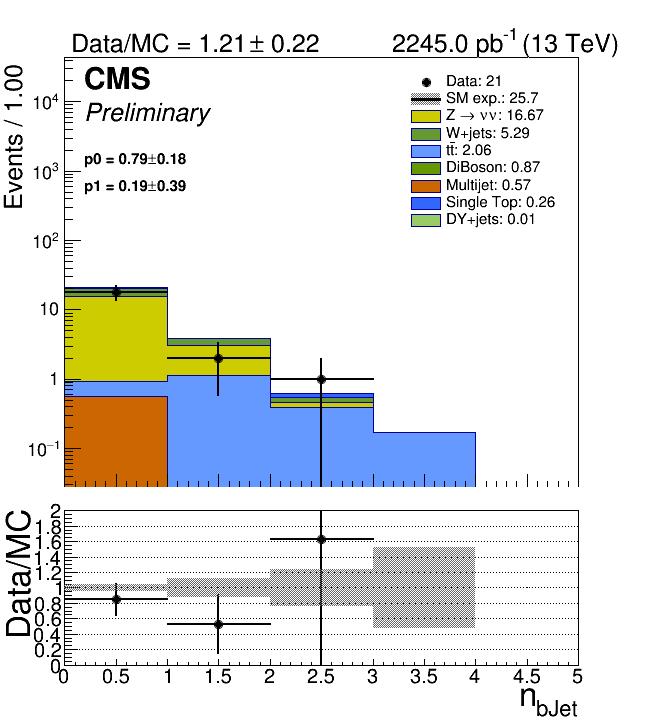 Data/MC = 1.21± 0.22 2245.0 pb⁻¹ (13 TeV)
Events / 1.00
CMS
Preliminary
p0 = 0.79±0.18
p1 = 0.19±0.39
Data: 21
SM exp.: 25.7
Z → νν: 16.67
W+jets: 5.29
tt̄: 2.06
DiBoson: 0.87
Multijet: 0.57
Single Top: 0.26
DY+jets: 0.01
10⁴
10³
10²
10
1
10⁻¹
Data/MC
2
1.8
1.6
1.4
1.2
1
0.8
0.6
0.4
0.2
0
0 0.5 1 1.5 2 2.5 3 3.5 4 4.5 5
n_bJet